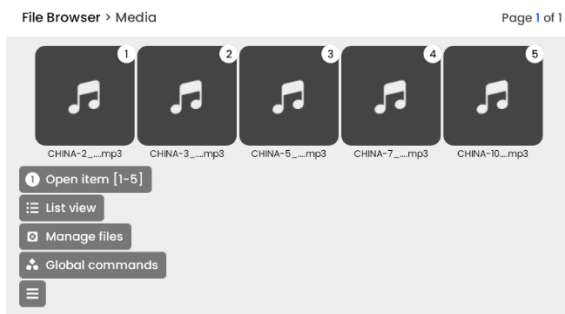 File Browser > Media
Page 1 of 1
1 2 3 4 5
CHINA-2_....mp3 CHINA-3_....mp3 CHINA-5_....mp3 CHINA-7_....mp3 CHINA-10....mp3
1 Open item [1-5]
List view
Manage files
Global commands